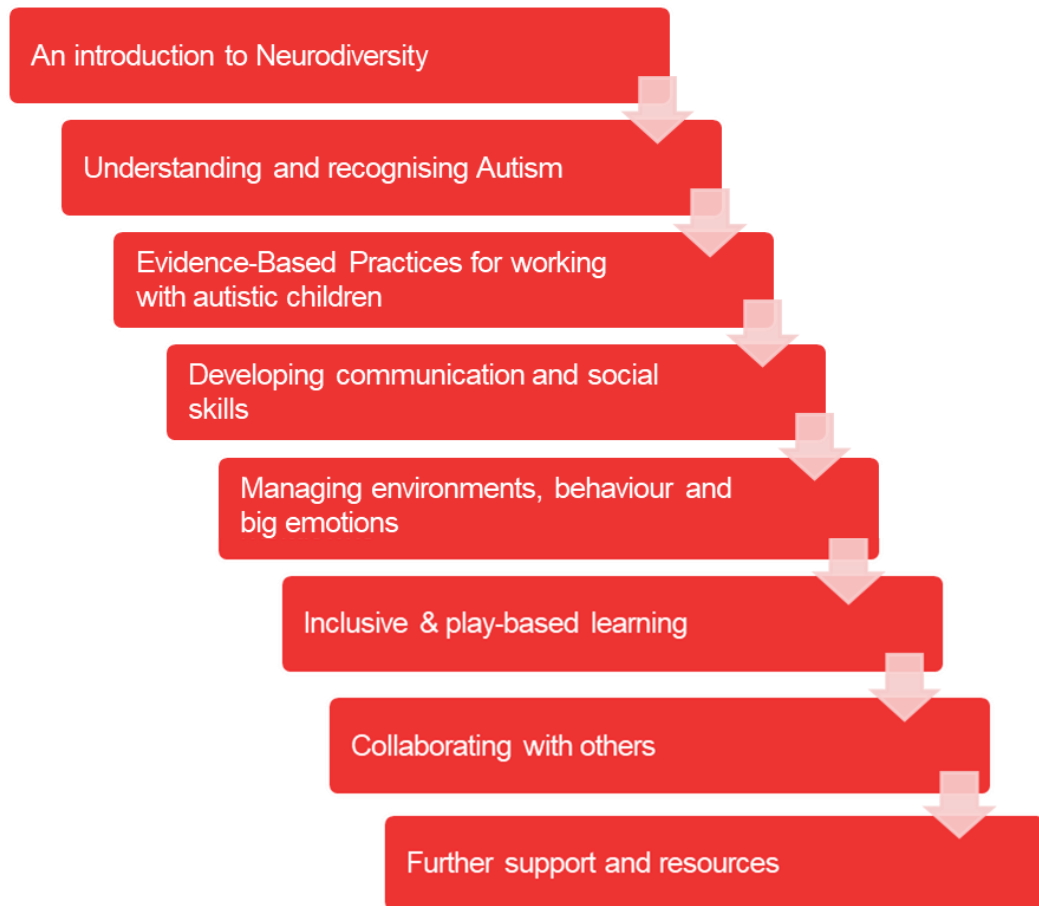 An introduction to Neurodiversity
Understanding and recognising Autism
Evidence-Based Practices for working
with autistic children
Developing communication and social
skills
Managing environments, behaviour and
big emotions
Inclusive & play-based learning
Collaborating with others
Further support and resources